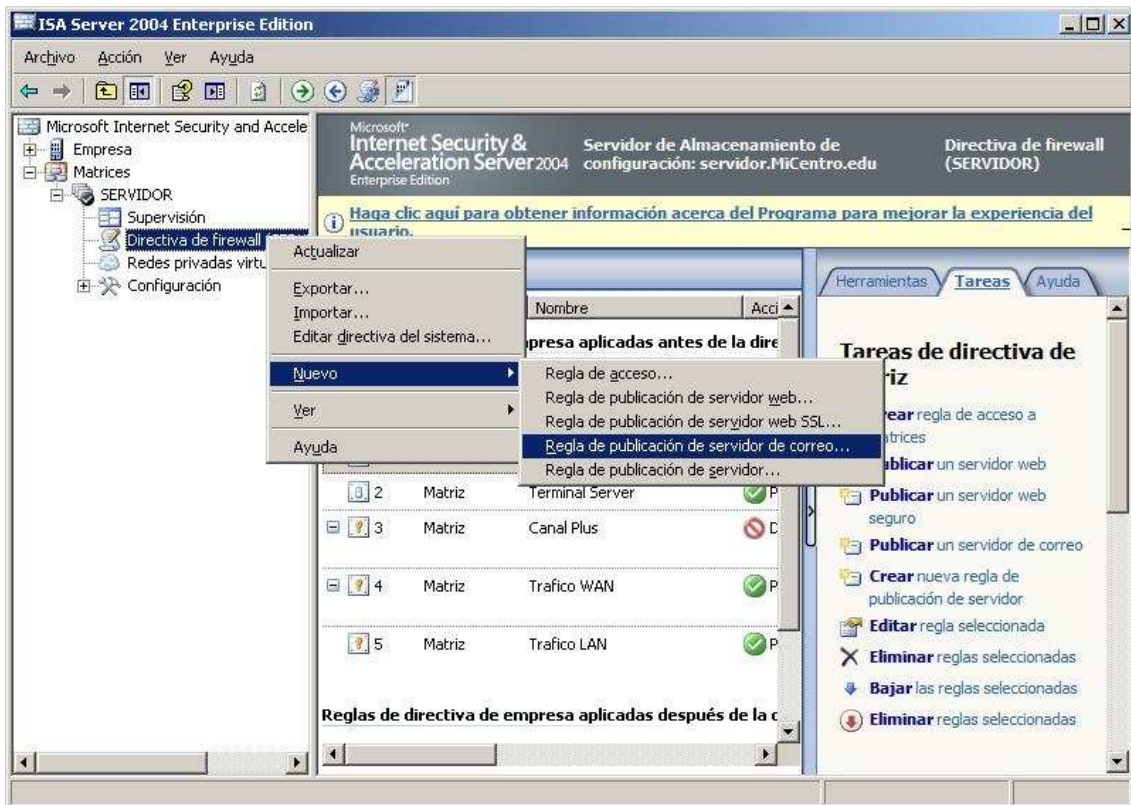 ISA Server 2004 Enterprise Edition
Archivo Acción Ver Ayuda
Microsoft Internet Security and Accele
Empresa
Matrices
SERVIDOR
Supervisión
Directiva de firewall
Redes privadas virtu
Configuración
Microsoft
Internet Security &
Acceleration Server 2004
Enterprise Edition
Servidor de Almacenamiento de
configuración: servidor.MiCentro.edu
Directiva de firewall
(SERVIDOR)
Haga clic aquí para obtener información acerca del Programa para mejorar la experiencia del
usuario.
Actualizar
Exportar...
Importar...
Editar directiva del sistema...
Nuevo
Ver
Ayuda
Regla de acceso...
Regla de publicación de servidor web...
Regla de publicación de servidor web SSL...
Regla de publicación de servidor de correo...
Regla de publicación de servidor...
Nombre Acci
presa aplicadas antes de la dire
2 Matriz Terminal Server P
3 Matriz Canal Plus D
4 Matriz Trafico WAN P
5 Matriz Trafico LAN P
Reglas de directiva de empresa aplicadas después de la
Herramientas Tareas Ayuda
Tareas de directiva de
riz
ear regla de acceso a
atrices
ublicar un servidor web
Publicar un servidor web
seguro
Publicar un servidor de correo
Crear nueva regla de
publicación de servidor
Editar regla seleccionada
Eliminar reglas seleccionadas
Bajar las reglas seleccionadas
Eliminar reglas seleccionadas